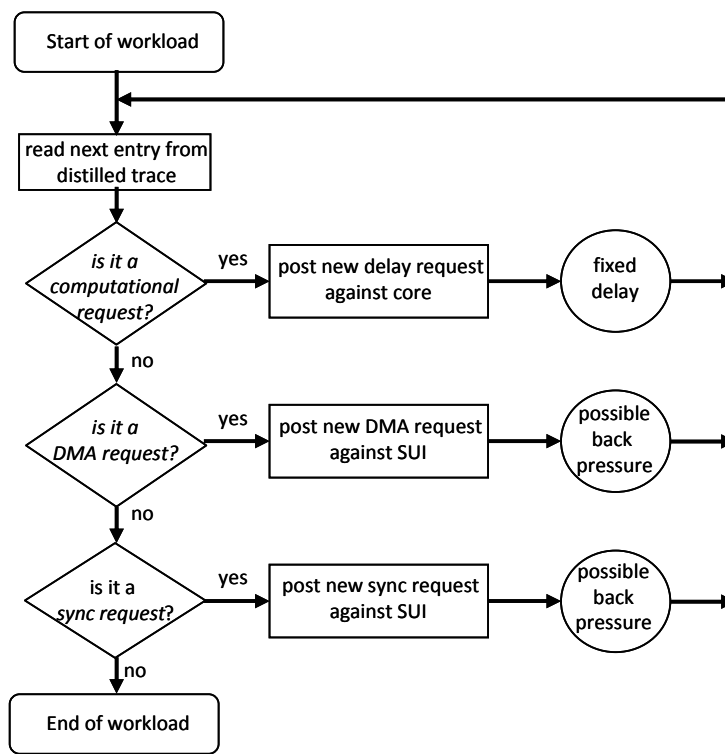 Start of workload
read next entry from
distilled trace
is it a
computational
request?
yes
post new delay request
against core
fixed
delay
no
is it a
DMA request?
yes
post new DMA request
against SUI
possible
back
pressure
no
is it a
sync request?
yes
post new sync request
against SUI
possible
back
pressure
no
End of workload